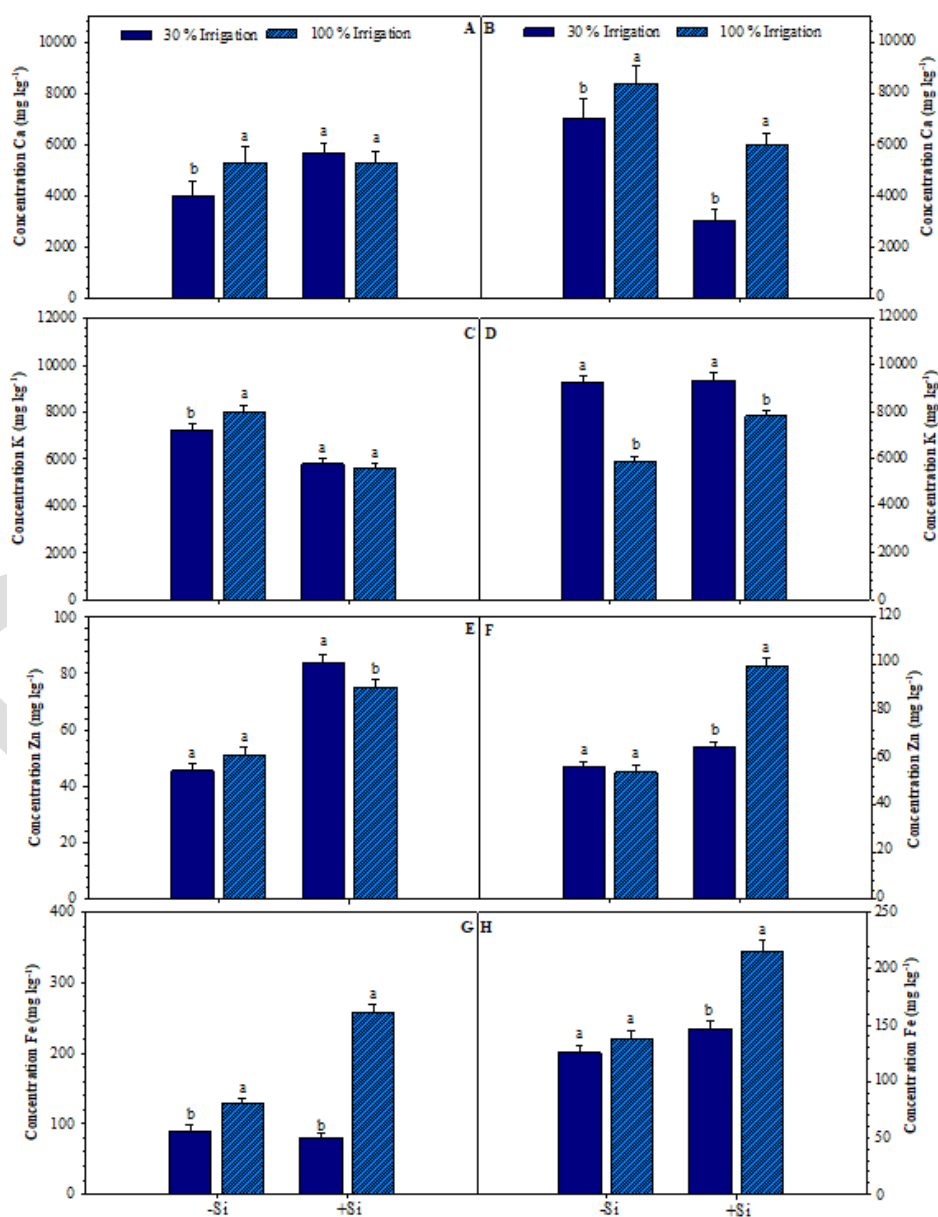 30 % Irrigation 100 % Irrigation A
B 30 % Irrigation 100 % Irrigation
Concentration Ca (mg kg⁻¹)
10000
8000
6000
4000
2000
0
b a a a
b a b a
10000
8000
6000
4000
2000
0
Concentration Ca (mg kg⁻¹)
C
D
Concentration K (mg kg⁻¹)
12000
10000
8000
6000
4000
2000
0
b a a a
a b a b
12000
10000
8000
6000
4000
2000
0
Concentration K (mg kg⁻¹)
E
F
Concentration Zn (mg kg⁻¹)
100
80
60
40
20
0
a a a b
a a b a
120
100
80
60
40
20
0
Concentration Zn (mg kg⁻¹)
G
H
Concentration Fe (mg kg⁻¹)
400
300
200
100
0
b a b a
a a b a
250
200
150
100
50
0
Concentration Fe (mg kg⁻¹)
-Si +Si
-Si +Si